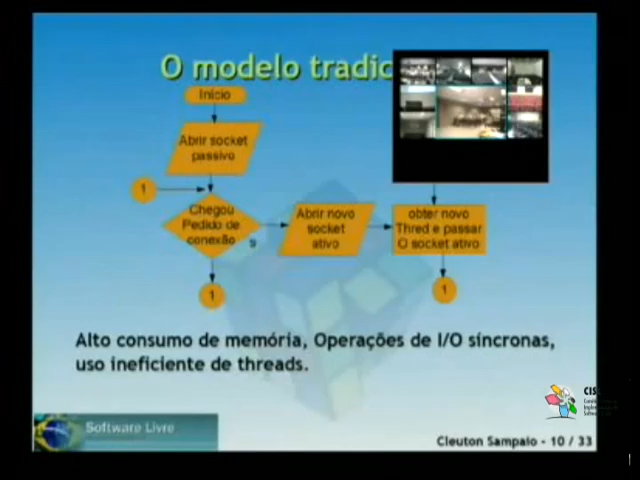 O modelo tradic
Início
Abrir socket
passivo
1
Chegou
Pedido de
conexão
s
Abrir novo
socket
ativo
obter novo
Thred e passar
O socket ativo
1
1
Alto consumo de memória, Operações de I/O síncronas,
uso ineficiente de threads.
CIS
Software Livre
Cleuton Sampaio - 10 / 33